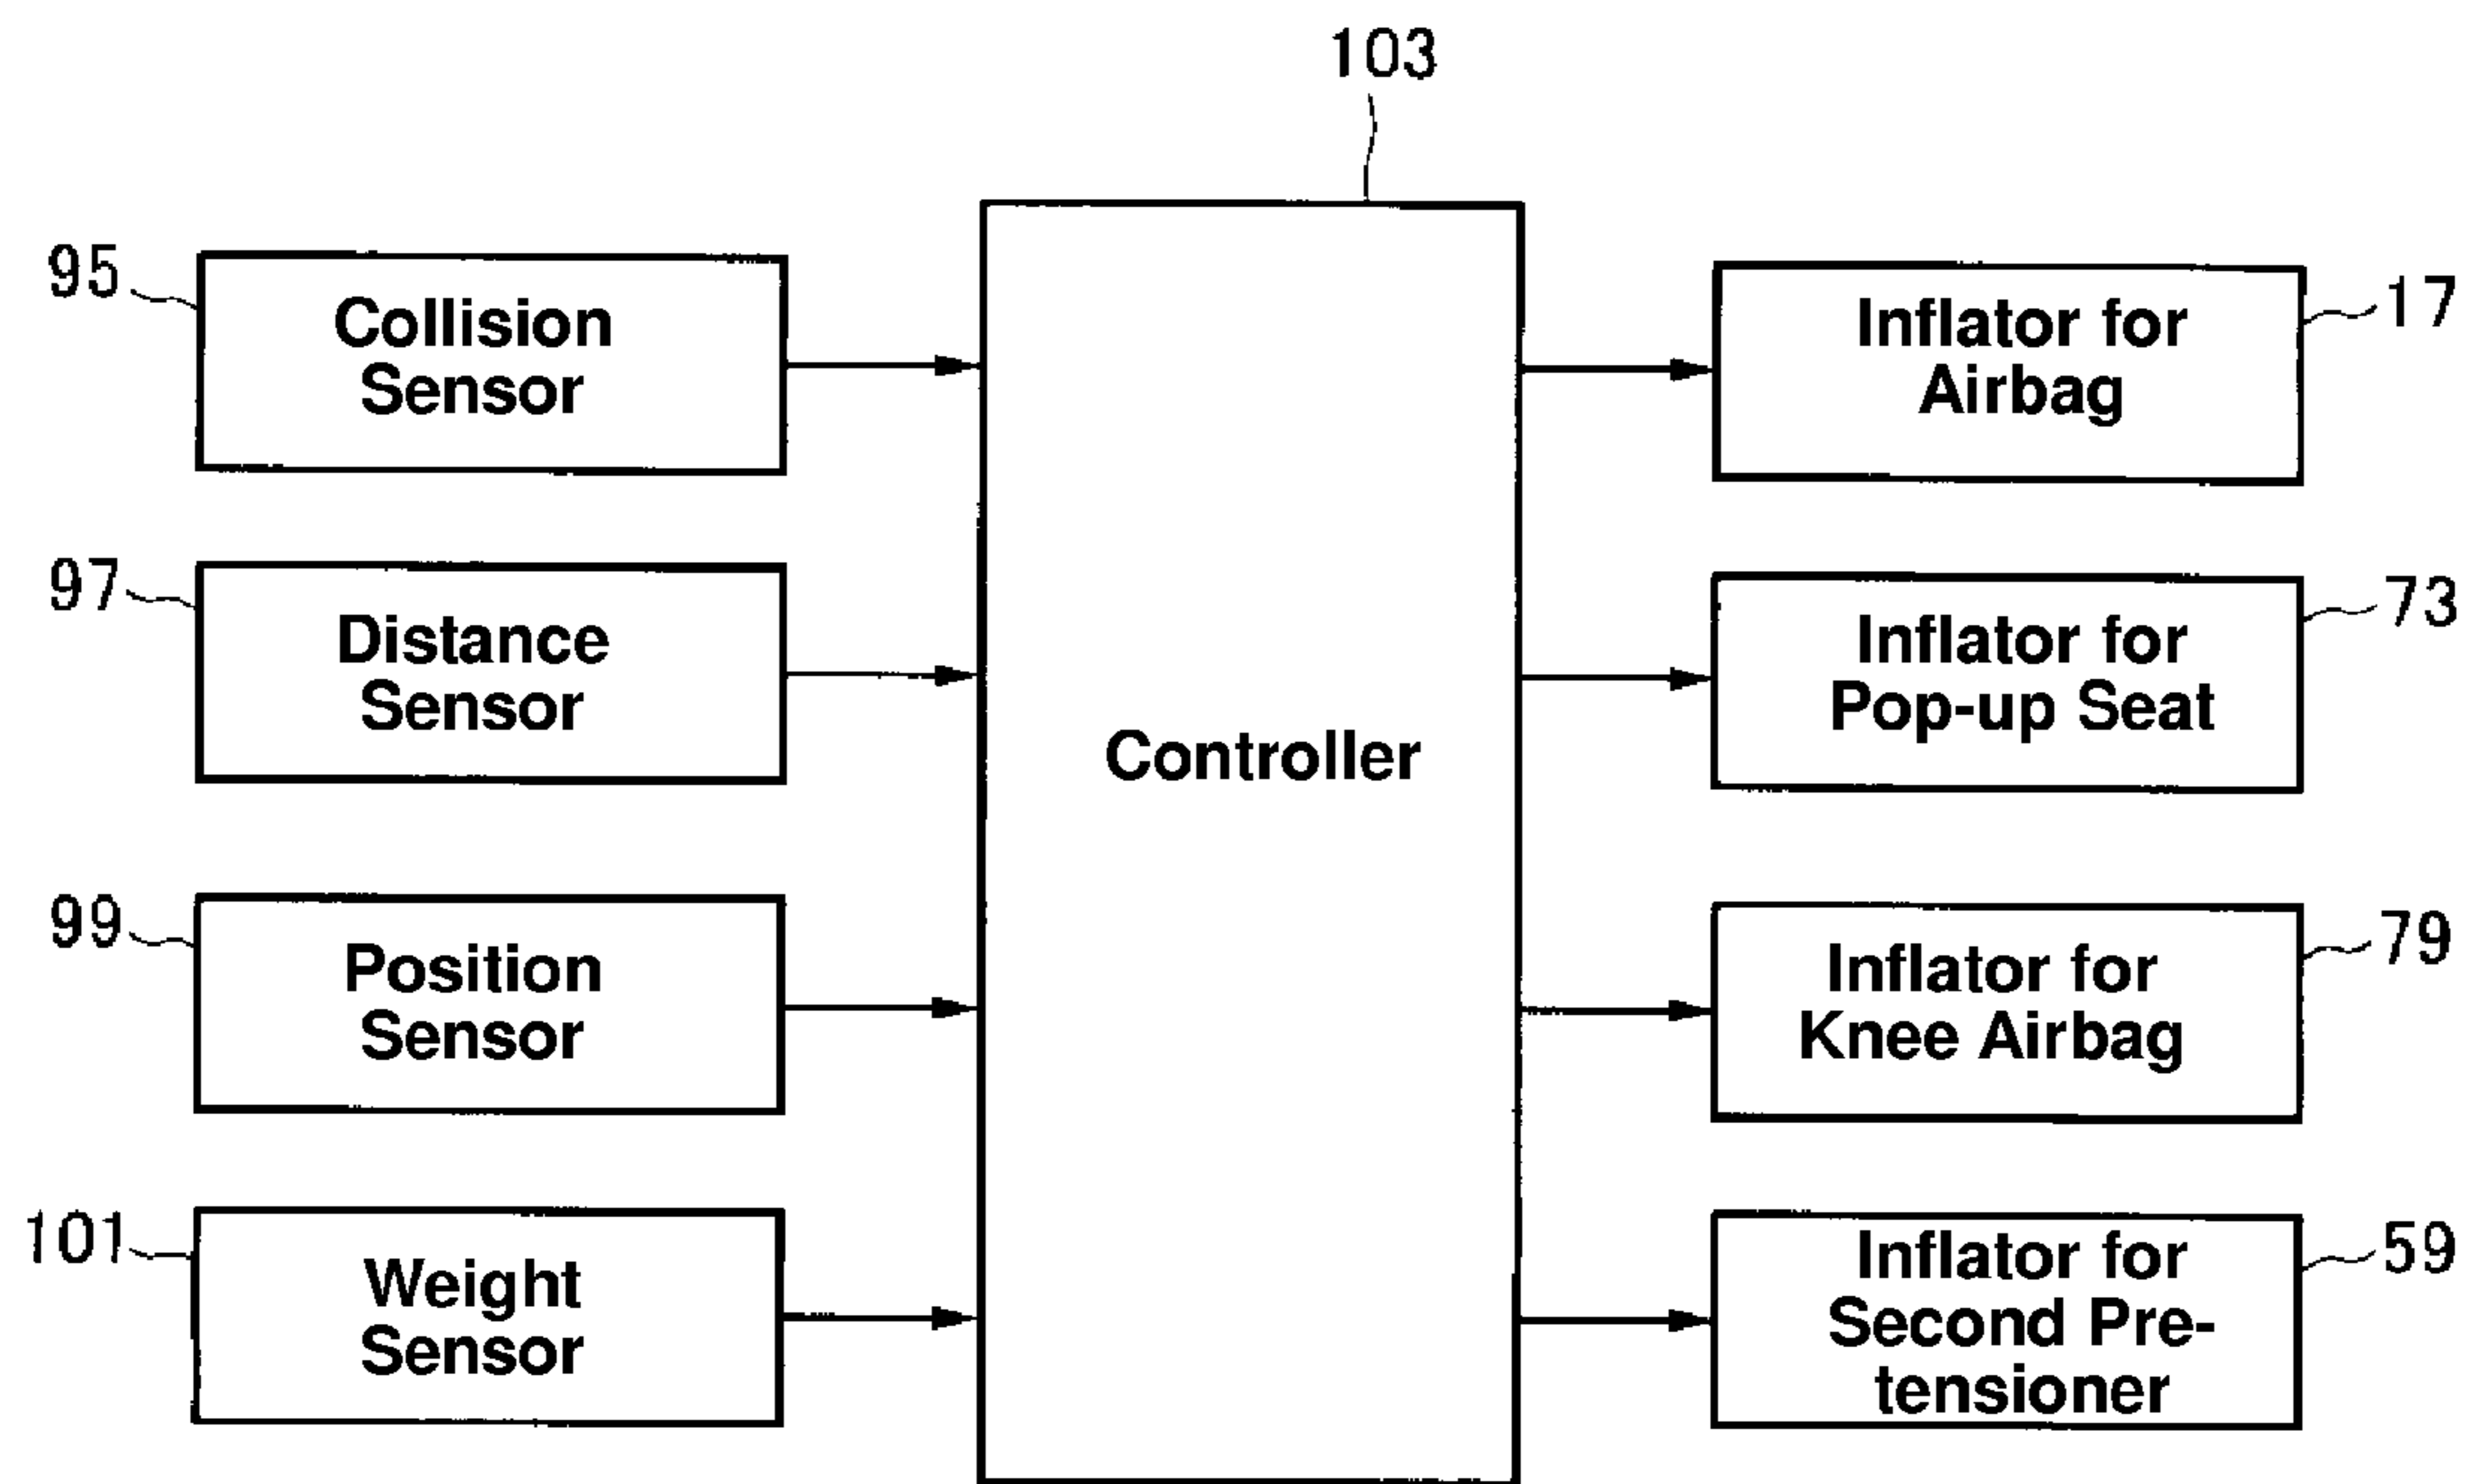 103
95
Collision
Sensor
Inflator for
Airbag
17
97
Distance
Sensor
Inflator for
Pop-up Seat
73
Controller
99
Position
Sensor
Inflator for
Knee Airbag
79
101
Weight
Sensor
Inflator for
Second Pre-
tensioner
59